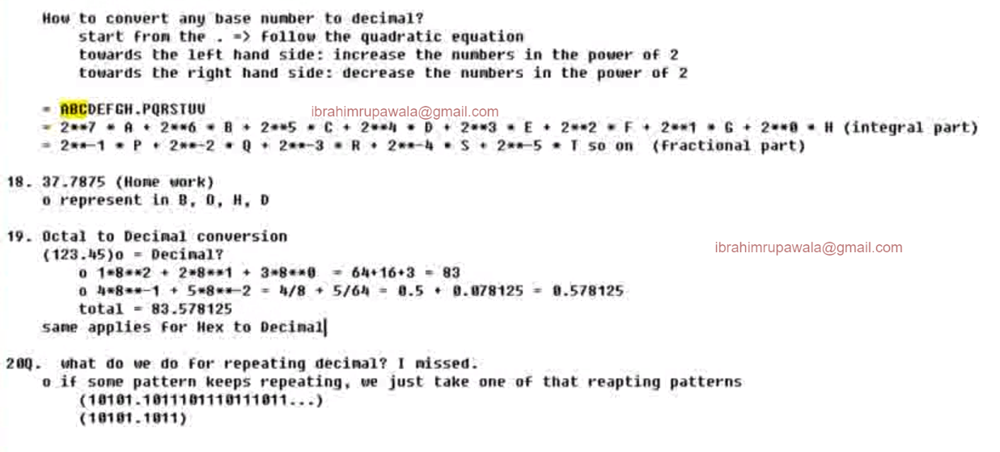 How to convert any base number to decimal?
start from the . => Follow the quadratic equation
towards the left hand side: increase the numbers in the power of 2
towards the right hand side: decrease the numbers in the power of 2
= ABCDEFGH.PQRSTUV
ibrahimrupawala@gmail.com
= 2**7 * A + 2**6 * B + 2**5 * C + 2**4 * D + 2**3 * E + 2**2 * F + 2**1 * G + 2**0 * H (integral part)
= 2**-1 * P + 2**-2 * Q + 2**-3 * R + 2**-4 * S + 2**-5 * T so on (fractional part)
18. 37.7875 (Home work)
o represent in B, O, H, D
19. Octal to Decimal conversion
ibrahimrupawala@gmail.com
(123.45)o = Decimal?
o 1*8**2 + 2*8**1 + 3*8**0 = 64+16+3 = 83
o 4*8**-1 + 5*8**-2 = 4/8 + 5/64 = 0.5 + 0.078125 = 0.578125
total = 83.578125
same applies for Hex to Decimal
20Q. what do we do for repeating decimal? I missed.
o if some pattern keeps repeating, we just take one of that reapting patterns
(10101.1011101110111011...)
(10101.1011)